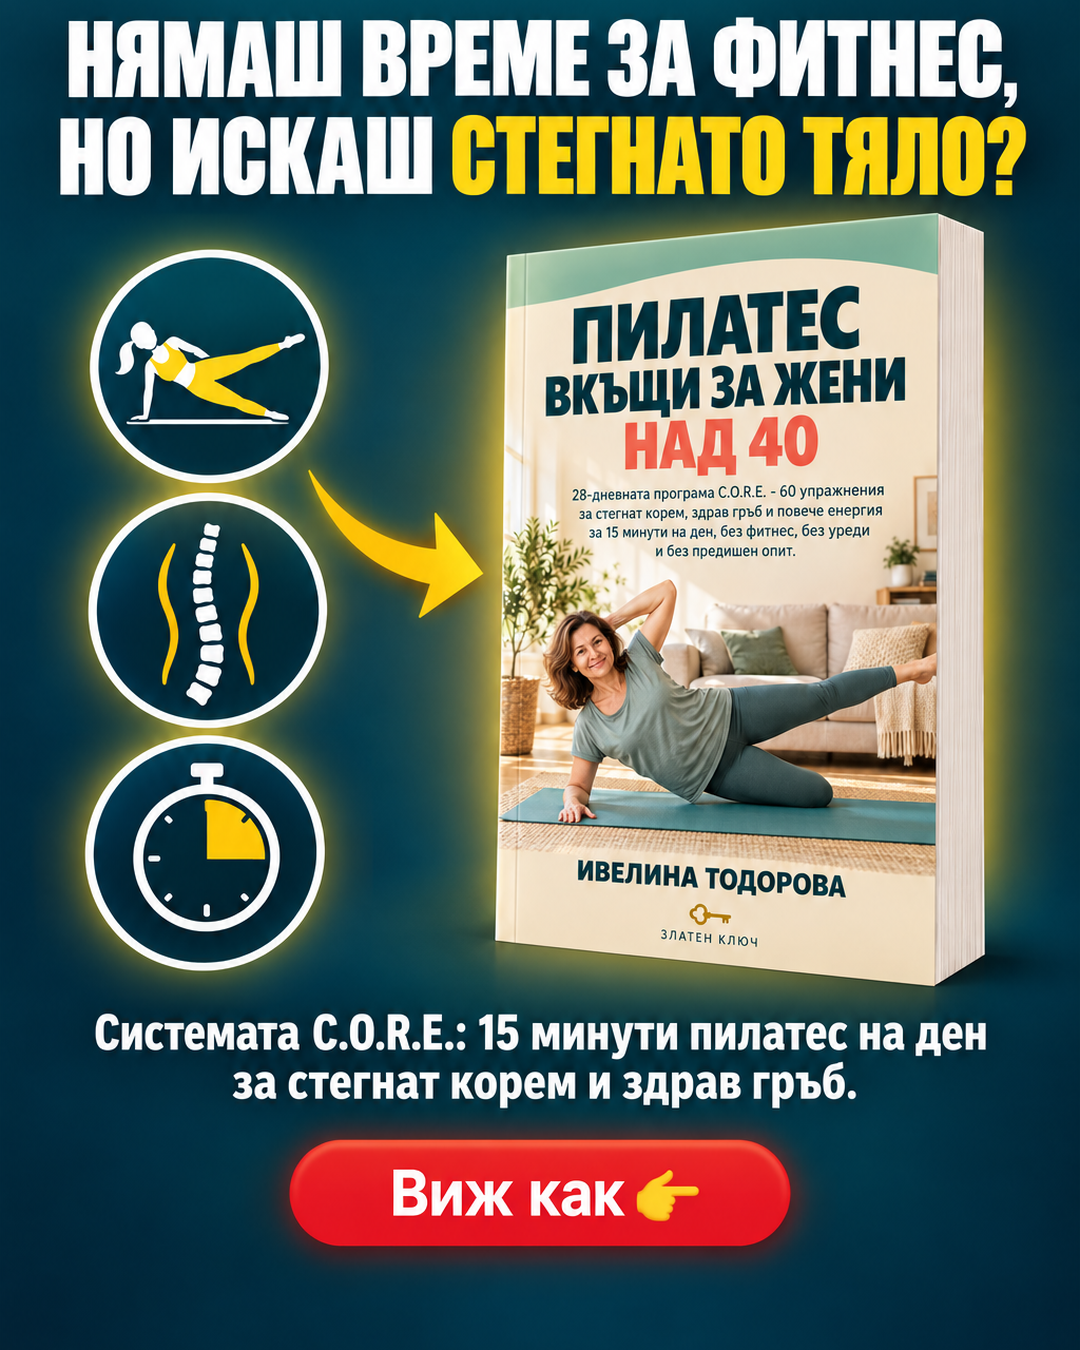 НЯМАШ ВРЕМЕ ЗА ФИТНЕС,
НО ИСКАШ СТЕГНАТО ТЯЛО?
ПИЛАТЕС
ВКЪЩИ ЗА ЖЕНИ
НАД 40
28-дневната програма C.O.R.E. - 60 упражнения
за стегнат корем, здрав гръб и повече енергия
за 15 минути на ден, без фитнес, без уреди
и без предишен опит.
ИВЕЛИНА ТОДОРОВА
ЗЛАТЕН КЛЮЧ
Системата C.O.R.E.: 15 минути пилатес на ден
за стегнат корем и здрав гръб.
Виж как 👉